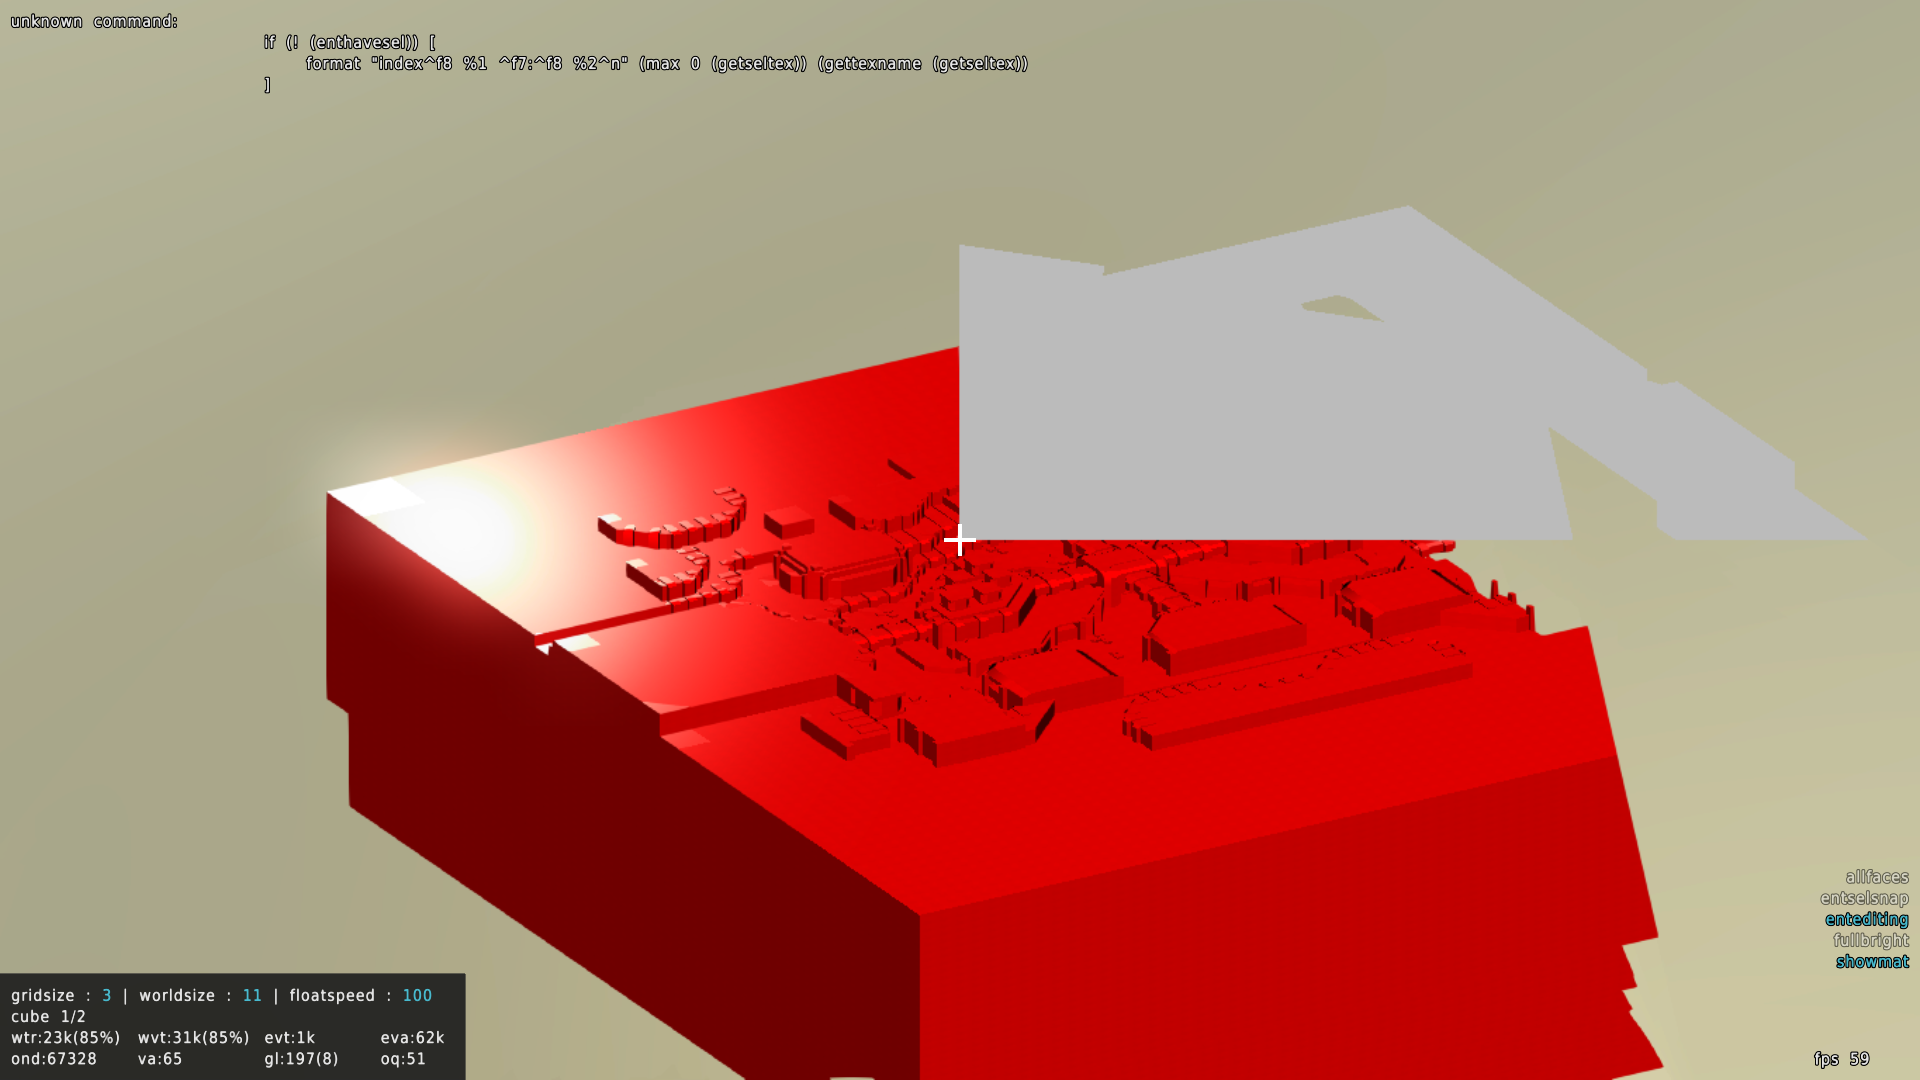 unknown command:
if (! (enthavesel)) [
format "index^f8 %1 ^f7:^f8 %2^n" (max 0 (getseltex)) (gettexname (getseltex))
]
allfaces
entselsnap
entediting
fullbright
showmat
gridsize : 3 | worldsize : 11 | floatspeed : 100
cube 1/2
wtr:23k(85%) wvt:31k(85%) evt:1k eva:62k
ond:67328 va:65 gl:197(8) oq:51
fps 59